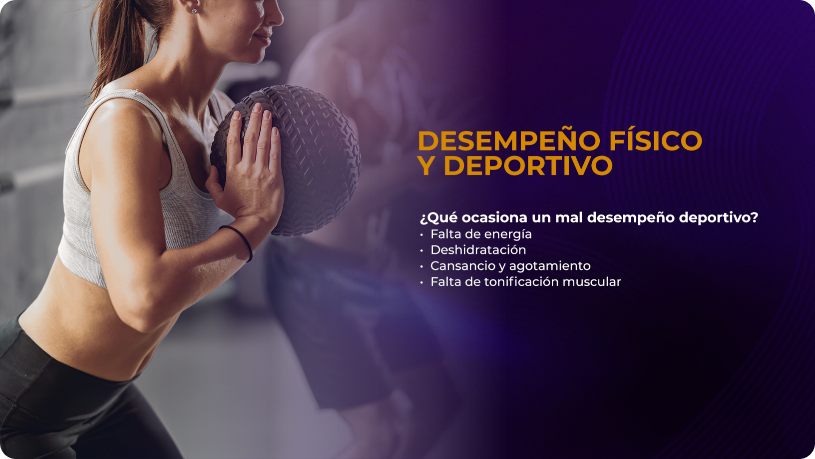 DESEMPEÑO FÍSICO
Y DEPORTIVO
¿Qué ocasiona un mal desempeño deportivo?
• Falta de energía
• Deshidratación
• Cansancio y agotamiento
• Falta de tonificación muscular